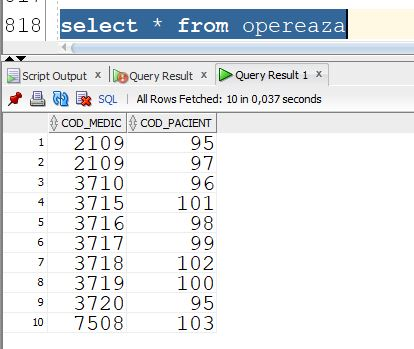 818 select * from opereaza
Script Output x Query Result x Query Result 1 x
SQL | All Rows Fetched: 10 in 0,037 seconds
COD_MEDIC COD_PACIENT
1 2109 95
2 2109 97
3 3710 96
4 3715 101
5 3716 98
6 3717 99
7 3718 102
8 3719 100
9 3720 95
10 7508 103